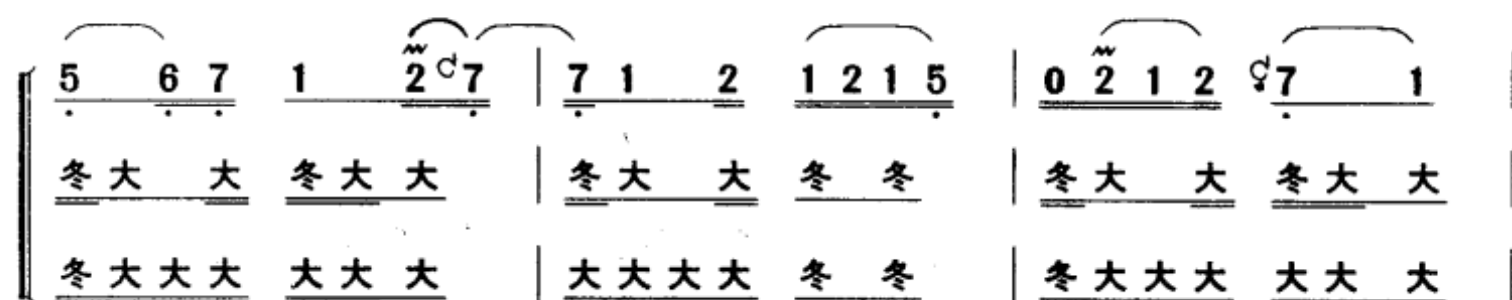 5 6 7 1 2 7 | 7 1 2 1 2 1 5 | 0 2 1 2 7 1
冬 大 大 冬 大 大 | 冬 大 大 冬 冬 | 冬 大 大 冬 大 大
冬 大 大 大 大 大 大 | 大 大 大 大 冬 冬 | 冬 大 大 大 大 大 大